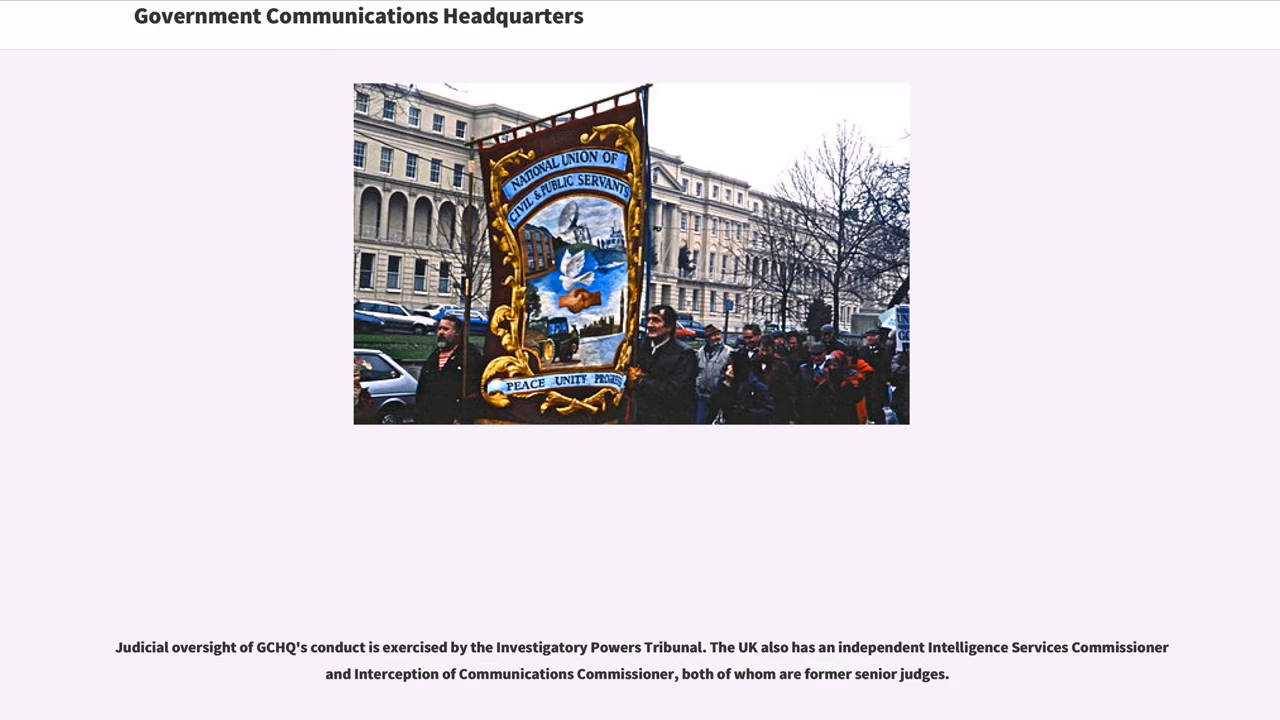 Government Communications Headquarters
NATIONAL UNION OF
CIVIL & PUBLIC SERVANTS
PEACE UNITY
Judicial oversight of GCHQ's conduct is exercised by the Investigatory Powers Tribunal. The UK also has an independent Intelligence Services Commissioner
and Interception of Communications Commissioner, both of whom are former senior judges.